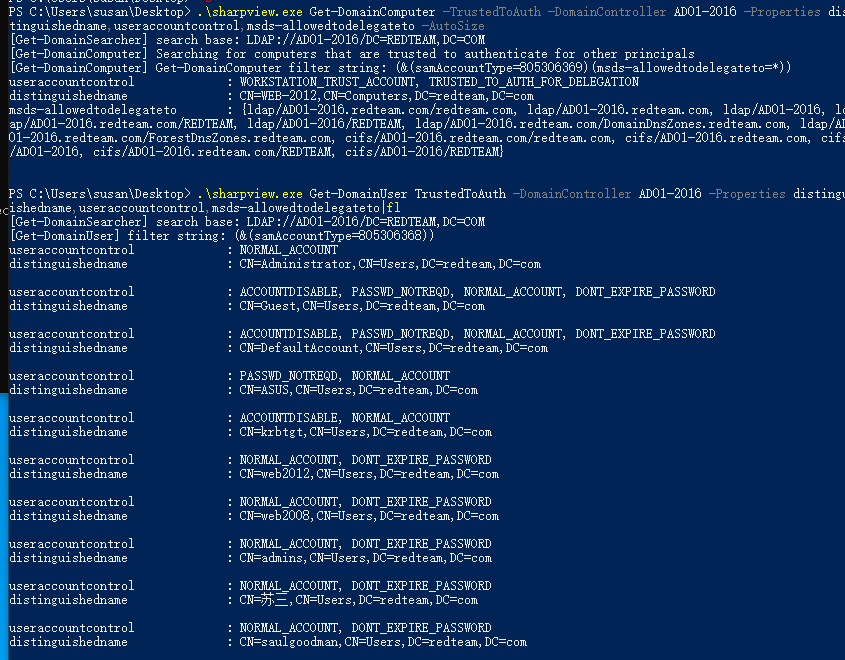 PS C:\Users\susan\Desktop> .\sharpview.exe Get-DomainComputer -TrustedToAuth -DomainController AD01-2016 -Properties dis
tinguishedname,useraccountcontrol,msds-allowedtodelegateto -AutoSize
[Get-DomainSearcher] search base: LDAP://AD01-2016/DC=REDTEAM,DC=COM
[Get-DomainComputer] Searching for computers that are trusted to authenticate for other principals
[Get-DomainComputer] Get-DomainComputer filter string: (&(samAccountType=805306369)(msds-allowedtodelegateto=*))
useraccountcontrol : WORKSTATION_TRUST_ACCOUNT, TRUSTED_TO_AUTH_FOR_DELEGATION
distinguishedname : CN=WEB-2012,CN=Computers,DC=redteam,DC=com
msds-allowedtodelegateto : {ldap/AD01-2016.redteam.com/redteam.com, ldap/AD01-2016.redteam.com, ldap/AD01-2016, ld
ap/AD01-2016.redteam.com/REDTEAM, ldap/AD01-2016/REDTEAM, ldap/AD01-2016.redteam.com/DomainDnsZones.redteam.com, ldap/AD
01-2016.redteam.com/ForestDnsZones.redteam.com, cifs/AD01-2016.redteam.com/redteam.com, cifs/AD01-2016.redteam.com, cifs
/AD01-2016, cifs/AD01-2016.redteam.com/REDTEAM, cifs/AD01-2016/REDTEAM}
PS C:\Users\susan\Desktop> .\sharpview.exe Get-DomainUser TrustedToAuth -DomainController AD01-2016 -Properties distingu
ishedname,useraccountcontrol,msds-allowedtodelegateto|fl
[Get-DomainSearcher] search base: LDAP://AD01-2016/DC=REDTEAM,DC=COM
[Get-DomainUser] filter string: (&(samAccountType=805306368))
useraccountcontrol : NORMAL_ACCOUNT
distinguishedname : CN=Administrator,CN=Users,DC=redteam,DC=com
useraccountcontrol : ACCOUNTDISABLE, PASSWD_NOTREQD, NORMAL_ACCOUNT, DONT_EXPIRE_PASSWORD
distinguishedname : CN=Guest,CN=Users,DC=redteam,DC=com
useraccountcontrol : ACCOUNTDISABLE, PASSWD_NOTREQD, NORMAL_ACCOUNT, DONT_EXPIRE_PASSWORD
distinguishedname : CN=DefaultAccount,CN=Users,DC=redteam,DC=com
useraccountcontrol : PASSWD_NOTREQD, NORMAL_ACCOUNT
distinguishedname : CN=ASUS,CN=Users,DC=redteam,DC=com
useraccountcontrol : ACCOUNTDISABLE, NORMAL_ACCOUNT
distinguishedname : CN=krbtgt,CN=Users,DC=redteam,DC=com
useraccountcontrol : NORMAL_ACCOUNT, DONT_EXPIRE_PASSWORD
distinguishedname : CN=web2012,CN=Users,DC=redteam,DC=com
useraccountcontrol : NORMAL_ACCOUNT, DONT_EXPIRE_PASSWORD
distinguishedname : CN=web2008,CN=Users,DC=redteam,DC=com
useraccountcontrol : NORMAL_ACCOUNT, DONT_EXPIRE_PASSWORD
distinguishedname : CN=admins,CN=Users,DC=redteam,DC=com
useraccountcontrol : NORMAL_ACCOUNT, DONT_EXPIRE_PASSWORD
distinguishedname : CN=苏三,CN=Users,DC=redteam,DC=com
useraccountcontrol : NORMAL_ACCOUNT, DONT_EXPIRE_PASSWORD
distinguishedname : CN=saulgoodman,CN=Users,DC=redteam,DC=com